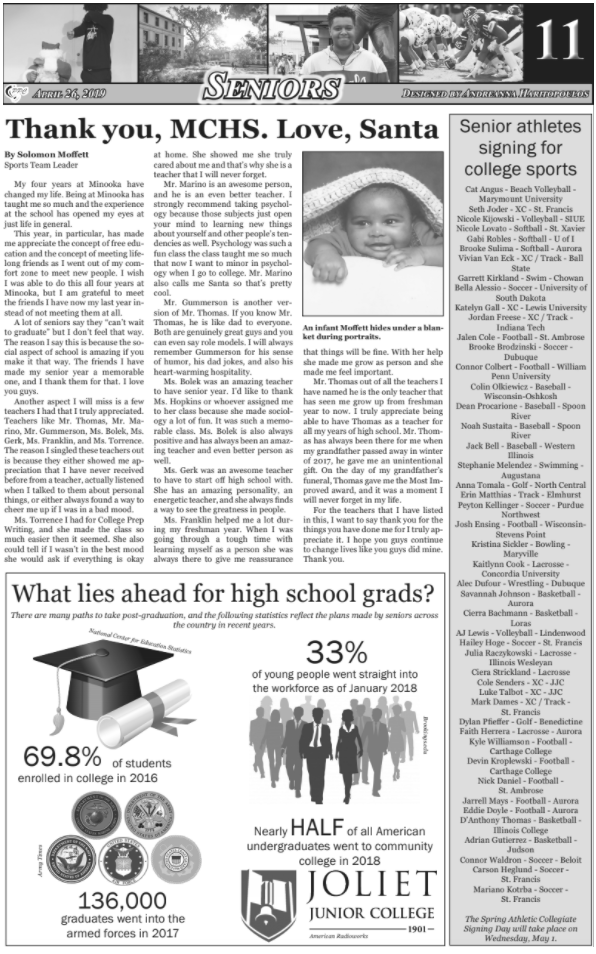 11
APRIL 26, 2019
SENIORS
DESIGNED BY ANDREANNA HARHOPOULOS
Thank you, MCHS. Love, Santa
By Solomon Moffett
Sports Team Leader
My four years at Minooka have
changed my life. Being at Minooka has
taught me so much and the experience
at the school has opened my eyes at
just life in general.
This year, in particular, has made
me appreciate the concept of free edu-
cation and the concept of meeting life-
long friends as I went out of my com-
fort zone to meet new people. I wish
I was able to do this all four years at
Minooka, but I am grateful to meet
the friends I have now my last year in-
stead of not meeting them at all.
A lot of seniors say they “can’t wait
to graduate” but I don’t feel that way.
The reason I say this is because the so-
cial aspect of school is amazing if you
make it that way. The friends I have
made my senior year a memorable
one, and I thank them for that. I love
you guys.
Another aspect I will miss is a few
teachers I had that I truly appreciated.
Teachers like Mr. Thomas, Mr. Ma-
rino, Mr. Gummerson, Ms. Bolek, Ms.
Gerk, Ms. Franklin, and Ms. Torrence.
The reason I singled these teachers out
is because they either showed me ap-
preciation that I have never received
before from a teacher, actually listened
when I talked to them about personal
things, or either always found a way to
cheer me up if I was in a bad mood.
Ms. Torrence I had for College Prep
Writing, and she made the class so
much easier then it seemed. She also
could tell if I wasn’t in the best mood
she would ask if everything is okay
at home. She showed me she truly
cared about me and that’s why she is a
teacher that I will never forget.
Mr. Marino is an awesome person,
and he is an even better teacher. I
strongly recommend taking psychol-
ogy because those subjects just open
your mind to learning new things
about yourself and other people’s ten-
dencies as well. Psychology was such a
fun class the class taught me so much
that now I want to minor in psychol-
ogy when I go to college. Mr. Marino
also calls me Santa so that’s pretty
cool.
Mr. Gummerson is another ver-
sion of Mr. Thomas. If you know Mr.
Thomas, he is like dad to everyone.
Both are genuinely great guys and you
can even say role models. I will always
remember Gummerson for his sense
of humor, his dad jokes, and also his
heart-warming hospitality.
Ms. Bolek was an amazing teacher
to have senior year. I’d like to thank
Ms. Hopkins or whoever assigned me
to her class because she made sociol-
ogy a lot of fun. It was such a memo-
rable class. Ms. Bolek is also always
positive and has always been an amaz-
ing teacher and even better person as
well.
Ms. Gerk was an awesome teacher
to have to start off high school with.
She has an amazing personality, an
energetic teacher, and she always finds
a way to see the greatness in people.
Ms. Franklin helped me a lot dur-
ing my freshman year. When I was
going through a tough time with
learning myself as a person she was
always there to give me reassurance
An infant Moffett hides under a blan-
ket during portraits.
that things will be fine. With her help
she made me grow as person and she
made me feel important.
Mr. Thomas out of all the teachers I
have named he is the only teacher that
has seen me grow up from freshman
year to now. I truly appreciate being
able to have Thomas as a teacher for
all my years of high school. Mr. Thom-
as has always been there for me when
my grandfather passed away in winter
of 2017, he gave me an unintentional
gift. On the day of my grandfather’s
funeral, Thomas gave me the Most Im-
proved award, and it was a moment I
will never forget in my life.
For the teachers that I have listed
in this, I want to say thank you for the
things you have done me for I truly ap-
preciate it. I hope you guys continue
to change lives like you guys did mine.
Thank you.
Senior athletes
signing for
college sports
Cat Angus - Beach Volleyball -
Marymount University
Seth Joder - XC - St. Francis
Nicole Kijowski - Volleyball - SIUE
Nicole Lovato - Softball - St. Xavier
Gabi Robles - Softball - U of I
Brooke Sulima - Softball - Aurora
Vivian Van Eck - XC / Track - Ball
State
Garrett Kirkland - Swim - Chowan
Bella Alessio - Soccer - University of
South Dakota
Katelyn Gall - XC - Lewis University
Jordan Freese - XC / Track -
Indiana Tech
Jalen Cole - Football - St. Ambrose
Brooke Brodzinski - Soccer -
Dubuque
Connor Colbert - Football - William
Penn University
Colin Olkiewicz - Baseball -
Wisconsin-Oshkosh
Dean Procarione - Baseball - Spoon
River
Noah Sustaita - Baseball - Spoon
River
Jack Bell - Baseball - Western
Illinois
Stephanie Melendez - Swimming -
Augustana
Anna Tomala - Golf - North Central
Erin Matthias - Track - Elmhurst
Peyton Kellinger - Soccer - Purdue
Northwest
Josh Ensing - Football - Wisconsin-
Stevens Point
Kristina Sickler - Bowling -
Maryville
Kaitlynn Cook - Lacrosse -
Concordia University
Alec Dufour - Wrestling - Dubuque
Savannah Johnson - Basketball -
Aurora
Cierra Bachmann - Basketball -
Loras
AJ Lewis - Volleyball - Lindenwood
Hailey Hoge - Soccer - St. Francis
Julia Raczykowski - Lacrosse -
Illinois Wesleyan
Ciera Strickland - Lacrosse
Cole Senders - XC - JJC
Luke Talbot - XC - JJC
Mark Dames - XC / Track -
St. Francis
Dylan Pfieffer - Golf - Benedictine
Faith Herrera - Lacrosse - Aurora
Kyle Williamson - Football -
Carthage College
Devin Kroplewski - Football -
Carthage College
Nick Daniel - Football -
St. Ambrose
Jarrell Mays - Football - Aurora
Eddie Doyle - Football - Aurora
D’Anthony Thomas - Basketball -
Illinois College
Adrian Gutierrez - Basketball -
Judson
Connor Waldron - Soccer - Beloit
Carson Heglund - Soccer -
St. Francis
Mariano Kotrba - Soccer -
St. Francis
The Spring Athletic Collegiate
Signing Day will take place on
Wednesday, May 1.
What lies ahead for high school grads?
There are many paths to take post-graduation, and the following statistics reflect the plans made by seniors across
the country in recent years.
National Center for Education Statistics
69.8% of students
enrolled in college in 2016
Army Times
136,000
graduates went into the
armed forces in 2017
33%
of young people went straight into
the workforce as of January 2018
Brookings.edu
Nearly HALF of all American
undergraduates went to community
college in 2018
JOLIET
JUNIOR COLLEGE
1901
American Radioworks